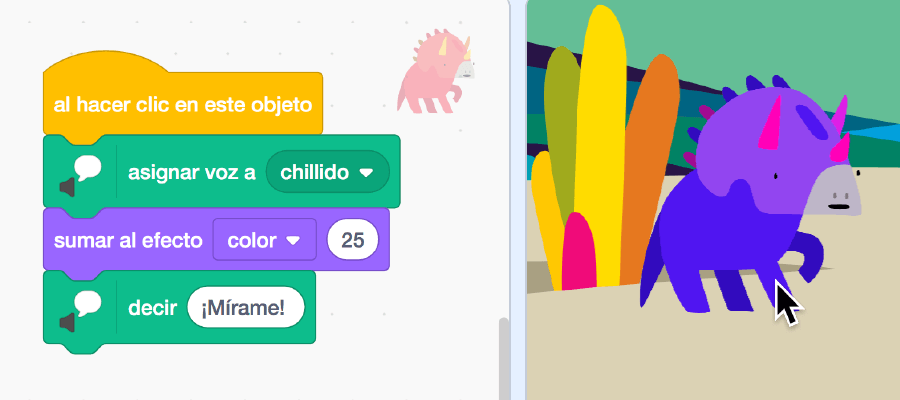 al hacer clic en este objeto
asignar voz a chillido
sumar al efecto color 25
decir ¡Mírame!